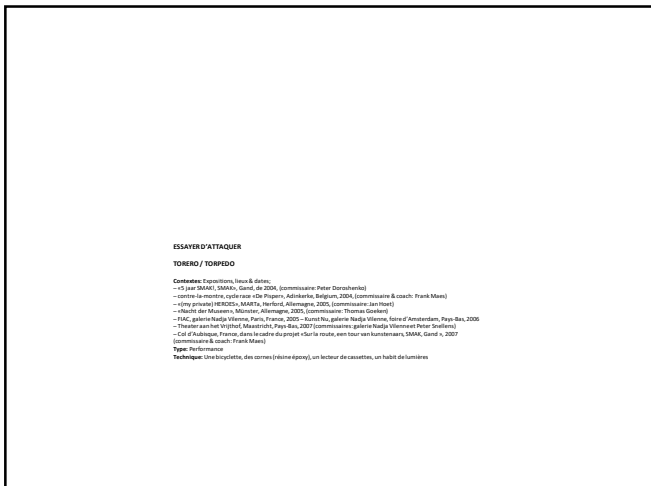 ESSAYER D'ATTAQUER
TORERO / TORPEDO
Contextes: Expositions, lieux & dates;
– «5 jaar SMAK!, SMAK», Gand, de 2004, (commissaire: Peter Doroshenko)
– contre-la-montre, cycle race «De Pisper», Adinkerke, Belgium, 2004, (commissaire & coach: Frank Maes)
– «(my private) HEROES», MARTa, Herford, Allemagne, 2005, (commissaire: Jan Hoet)
– «Nacht der Museen», Münster, Allemagne, 2005, (commissaire: Thomas Goeken)
– FIAC, galerie Nadja Vilenne, Paris, France, 2005 – Kunst Nu, galerie Nadja Vilenne, foire d'Amsterdam, Pays-Bas, 2006
– Theater aan het Vrijthof, Maastricht, Pays-Bas, 2007 (commissaires: galerie Nadja Vilenne et Peter Snellens)
– Col d'Aubisque, France, dans le cadre du projet «Sur la route, een tour van kunstenaars, SMAK, Gand », 2007
(commissaire & coach: Frank Maes)
Type: Performance
Technique: Une bicyclette, des cornes (résine époxy), un lecteur de cassettes, un habit de lumières